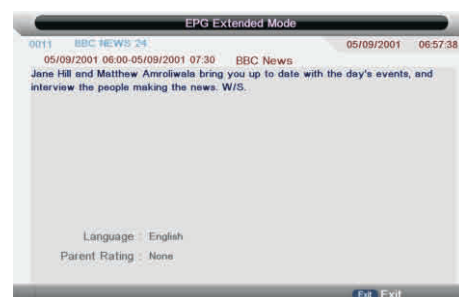 EPG Extended Mode
0011 BBC NEWS 24 05/09/2001 06:57:38
05/09/2001 06:00-05/09/2001 07:30 BBC News
Jane Hill and Matthew Amroliwala bring you up to date with the day's events, and
interview the people making the news. W/S.
Language : English
Parent Rating : None
Exit Exit